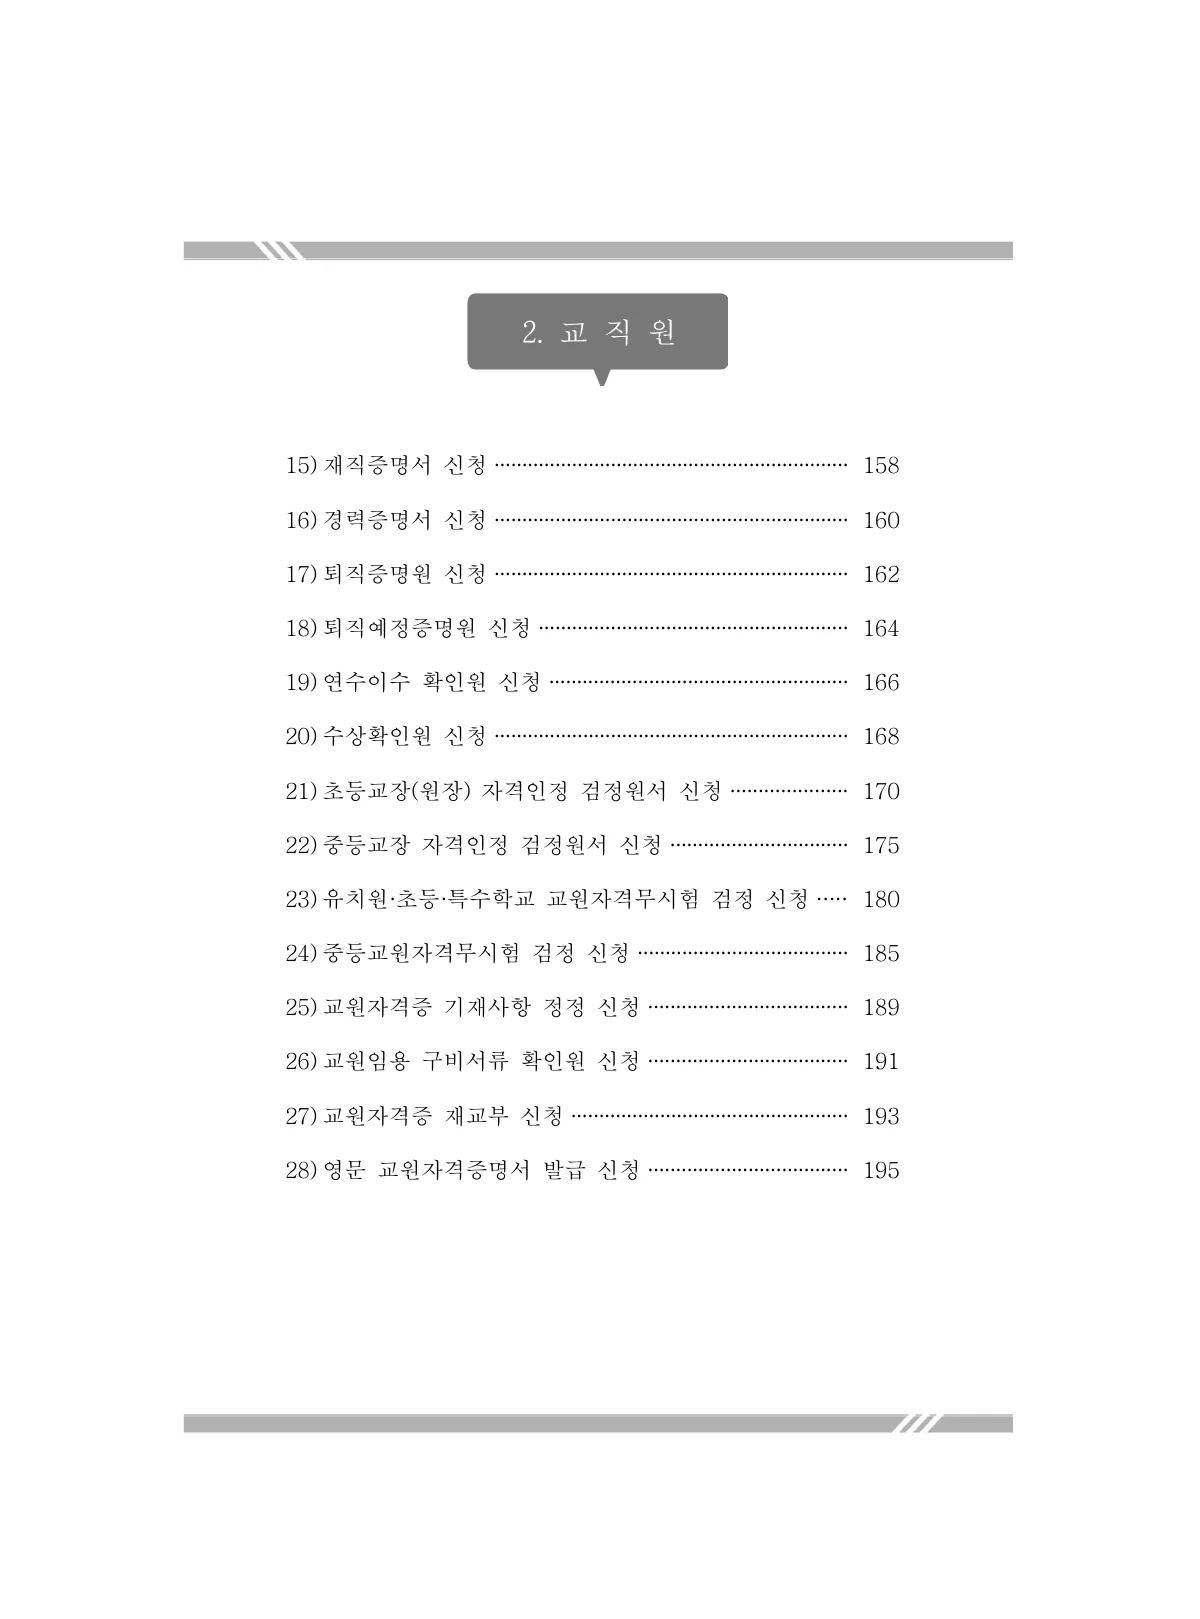 2. 교 직 원
15) 재직증명서 신청 ················································ 158
16) 경력증명서 신청 ················································ 160
17) 퇴직증명원 신청 ················································ 162
18) 퇴직예정증명원 신청 ·········································· 164
19) 연수이수 확인원 신청 ········································ 166
20) 수상확인원 신청 ················································ 168
21) 초등교장(원장) 자격인정 검정원서 신청 ················ 170
22) 중등교장 자격인정 검정원서 신청 ························ 175
23) 유치원·초등·특수학교 교원자격무시험 검정 신청 ····· 180
24) 중등교원자격무시험 검정 신청 ···························· 185
25) 교원자격증 기재사항 정정 신청 ··························· 189
26) 교원임용 구비서류 확인원 신청 ··························· 191
27) 교원자격증 재교부 신청 ····································· 193
28) 영문 교원자격증명서 발급 신청 ··························· 195